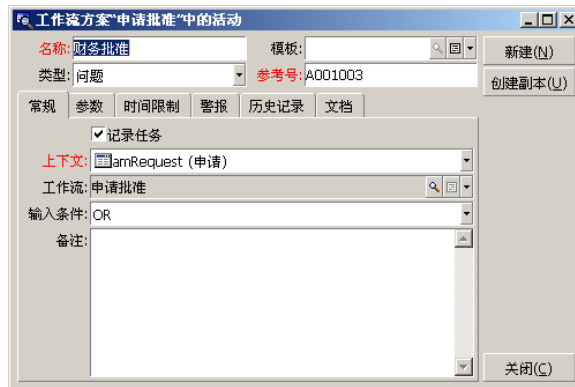 工作流方案“申请批准”中的活动
名称: 财务批准 模板: 新建(N)
类型: 问题 参考号: A001003 创建副本(U)
常规 参数 时间限制 警报 历史记录 文档
记录任务
上下文: amRequest (申请)
工作流: 申请批准
输入条件: OR
备注:
关闭(C)